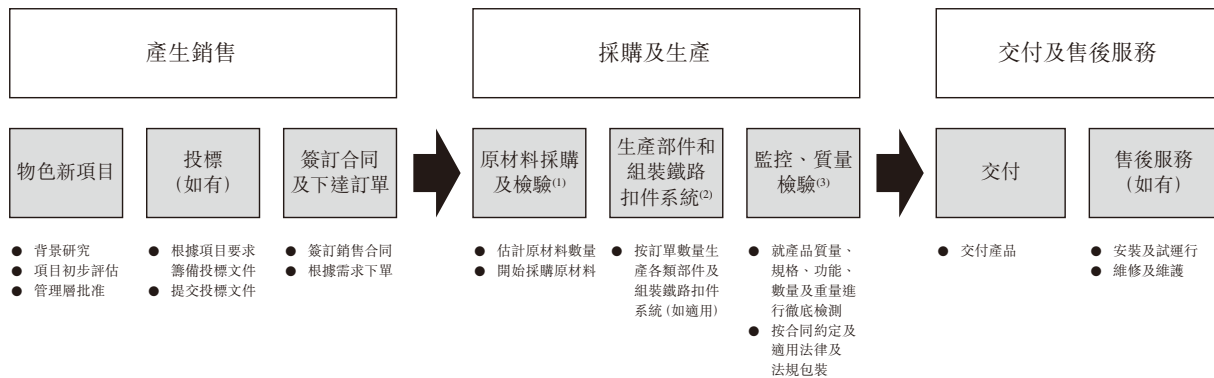 產生銷售
採購及生產
交付及售後服務
物色新項目
投標
(如有)
簽訂合同
及下達訂單
原材料採購
及檢驗(1)
生產部件和
組裝鐵路
扣件系統(2)
監控、質量
檢驗(3)
交付
售後服務
(如有)
● 背景研究
● 項目初步評估
● 管理層批准
● 根據項目要求
籌備投標文件
● 提交投標文件
● 簽訂銷售合同
● 根據需求下單
● 估計原材料數量
● 開始採購原材料
● 按訂單數量生
產各類部件及
組裝鐵路扣件
系統(如適用)
● 就產品質量、
規格、功能、
數量及重量進
行徹底檢測
● 按合同約定及
適用法律及
法規包裝
● 交付產品
● 安裝及試運行
● 維修及維護